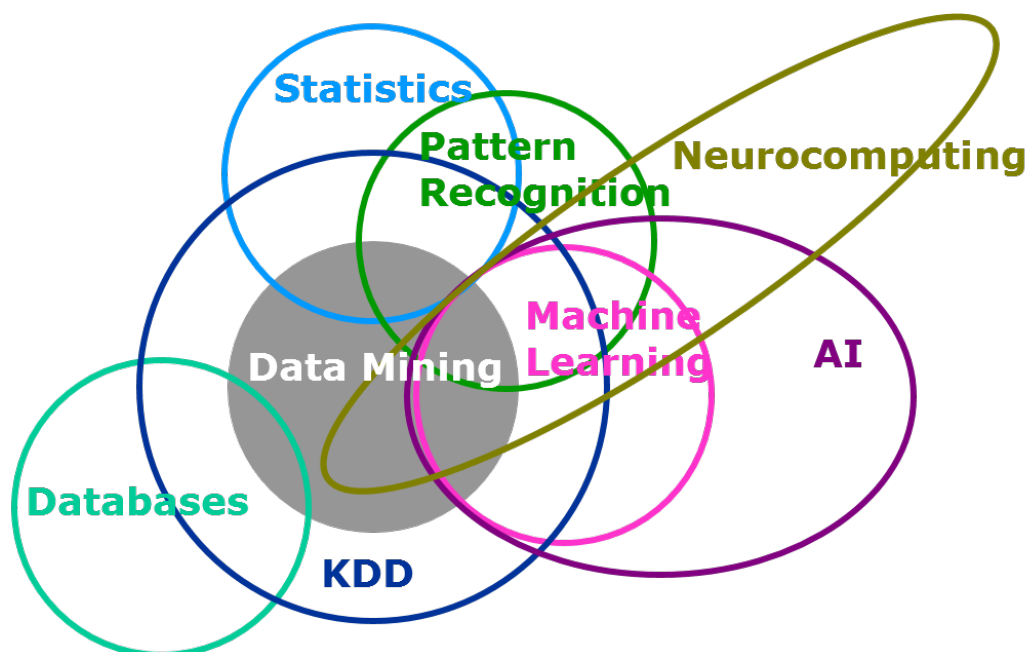 Statistics
Pattern
Recognition
Neurocomputing
Machine
Learning
Data Mining
AI
Databases
KDD